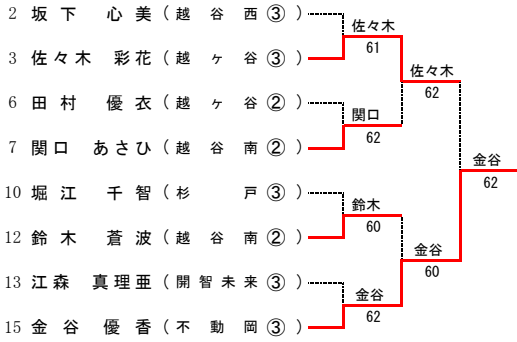 2 坂下 心美(越谷西③)
佐々木
61
3 佐々木 彩花(越ヶ谷③)
佐々木
62
6 田村 優衣(越ヶ谷②)
関口
62
7 関口 あさひ(越谷南②)
金谷
62
10 堀江 千智(杉戸③)
鈴木
60
12 鈴木 蒼波(越谷南②)
金谷
60
13 江森 真理亜(開智未来③)
金谷
62
15 金谷 優香(不動岡③)